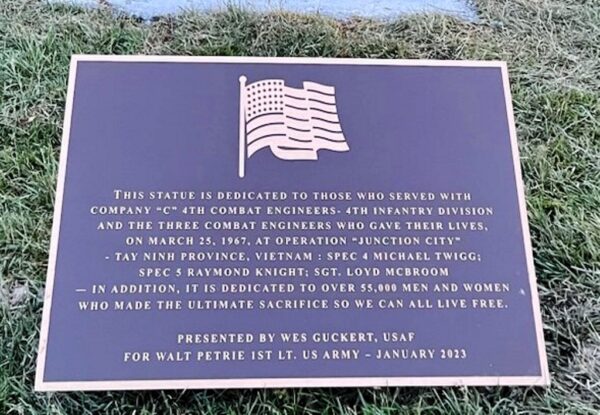 THIS STATUE IS DEDICATED TO THOSE WHO SERVED WITH
COMPANY "C" 4TH COMBAT ENGINEERS- 4TH INFANTRY DIVISION
AND THE THREE COMBAT ENGINEERS WHO GAVE THEIR LIVES,
ON MARCH 25, 1967, AT OPERATION "JUNCTION CITY"
- TAY NINH PROVINCE, VIETNAM : SPEC 4 MICHAEL TWIGG;
SPEC 5 RAYMOND KNIGHT; SGT. LOYD MCBROOM
— IN ADDITION, IT IS DEDICATED TO OVER 55,000 MEN AND WOMEN
WHO MADE THE ULTIMATE SACRIFICE SO WE CAN ALL LIVE FREE.
PRESENTED BY WES GUCKERT, USAF
FOR WALT PETRIE 1ST LT. US ARMY – JANUARY 2023